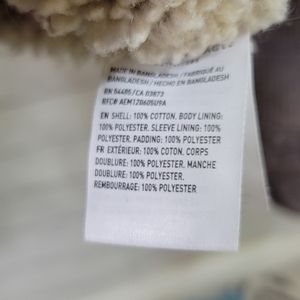 MADE IN BANGLADESH / FABRIQUÉ AU
BANGLADESH / HECHO EN BANGLADESH
RN 54485/CA 03873
EN SHELL: 100% COTTON. BODY LINING:
100% POLYESTER. SLEEVE LINING: 100%
POLYESTER. PADDING: 100% POLYESTER
FR EXTÉRIEUR: 100% COTON. CORPS
DOUBLURE: 100% POLYESTER. MANCHE
DOUBLURE: 100% POLYESTER.
REMBOURRAGE: 100% POLYESTER